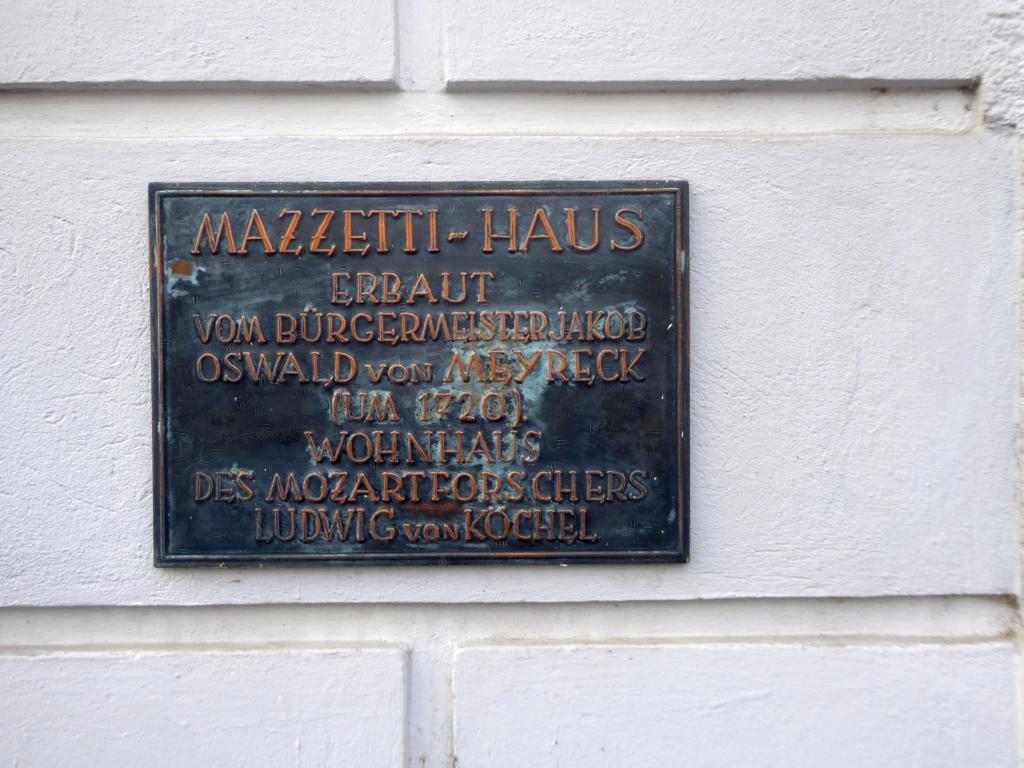 MAZZETTI - HAUS
ERBAUT
VOM BÜRGERMEISTER JAKOB
OSWALD VON MEYRECK
(UM 1720)
WOHNHAUS
DES MOZARTFORSCHERS
LUDWIG VON KÖCHEL